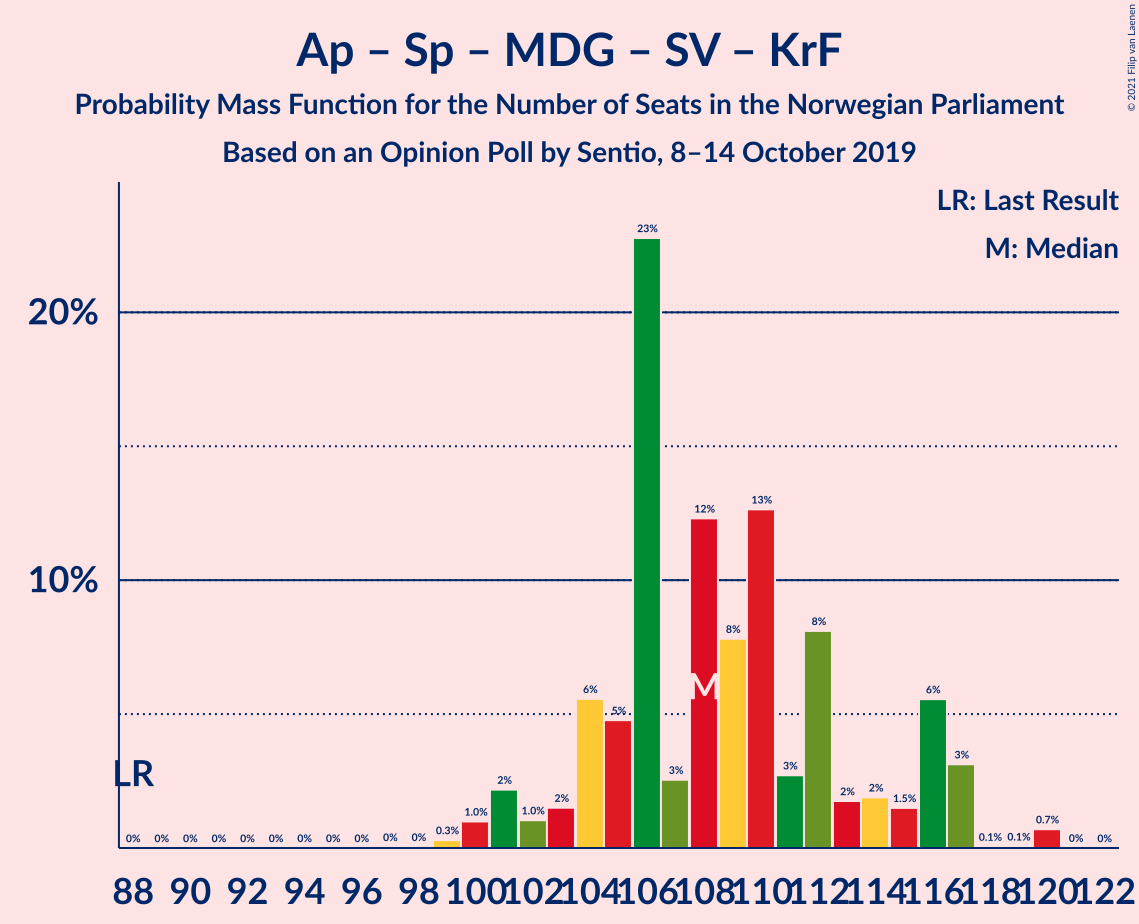 Ap – Sp – MDG – SV – KrF
Probability Mass Function for the Number of Seats in the Norwegian Parliament
Based on an Opinion Poll by Sentio, 8–14 October 2019
© 2021 Filip van Laenen
LR: Last Result
M: Median
20%
10%
LR
M
0% 0% 0% 0% 0% 0% 0% 0% 0% 0% 0% 0.3% 1.0% 2% 1.0% 2% 6% 5% 23% 3% 12% 8% 13% 3% 8% 2% 2% 1.5% 6% 3% 0.1% 0.1% 0.7% 0% 0%
88 90 92 94 96 98 100 102 104 106 108 110 112 114 116 118 120 122